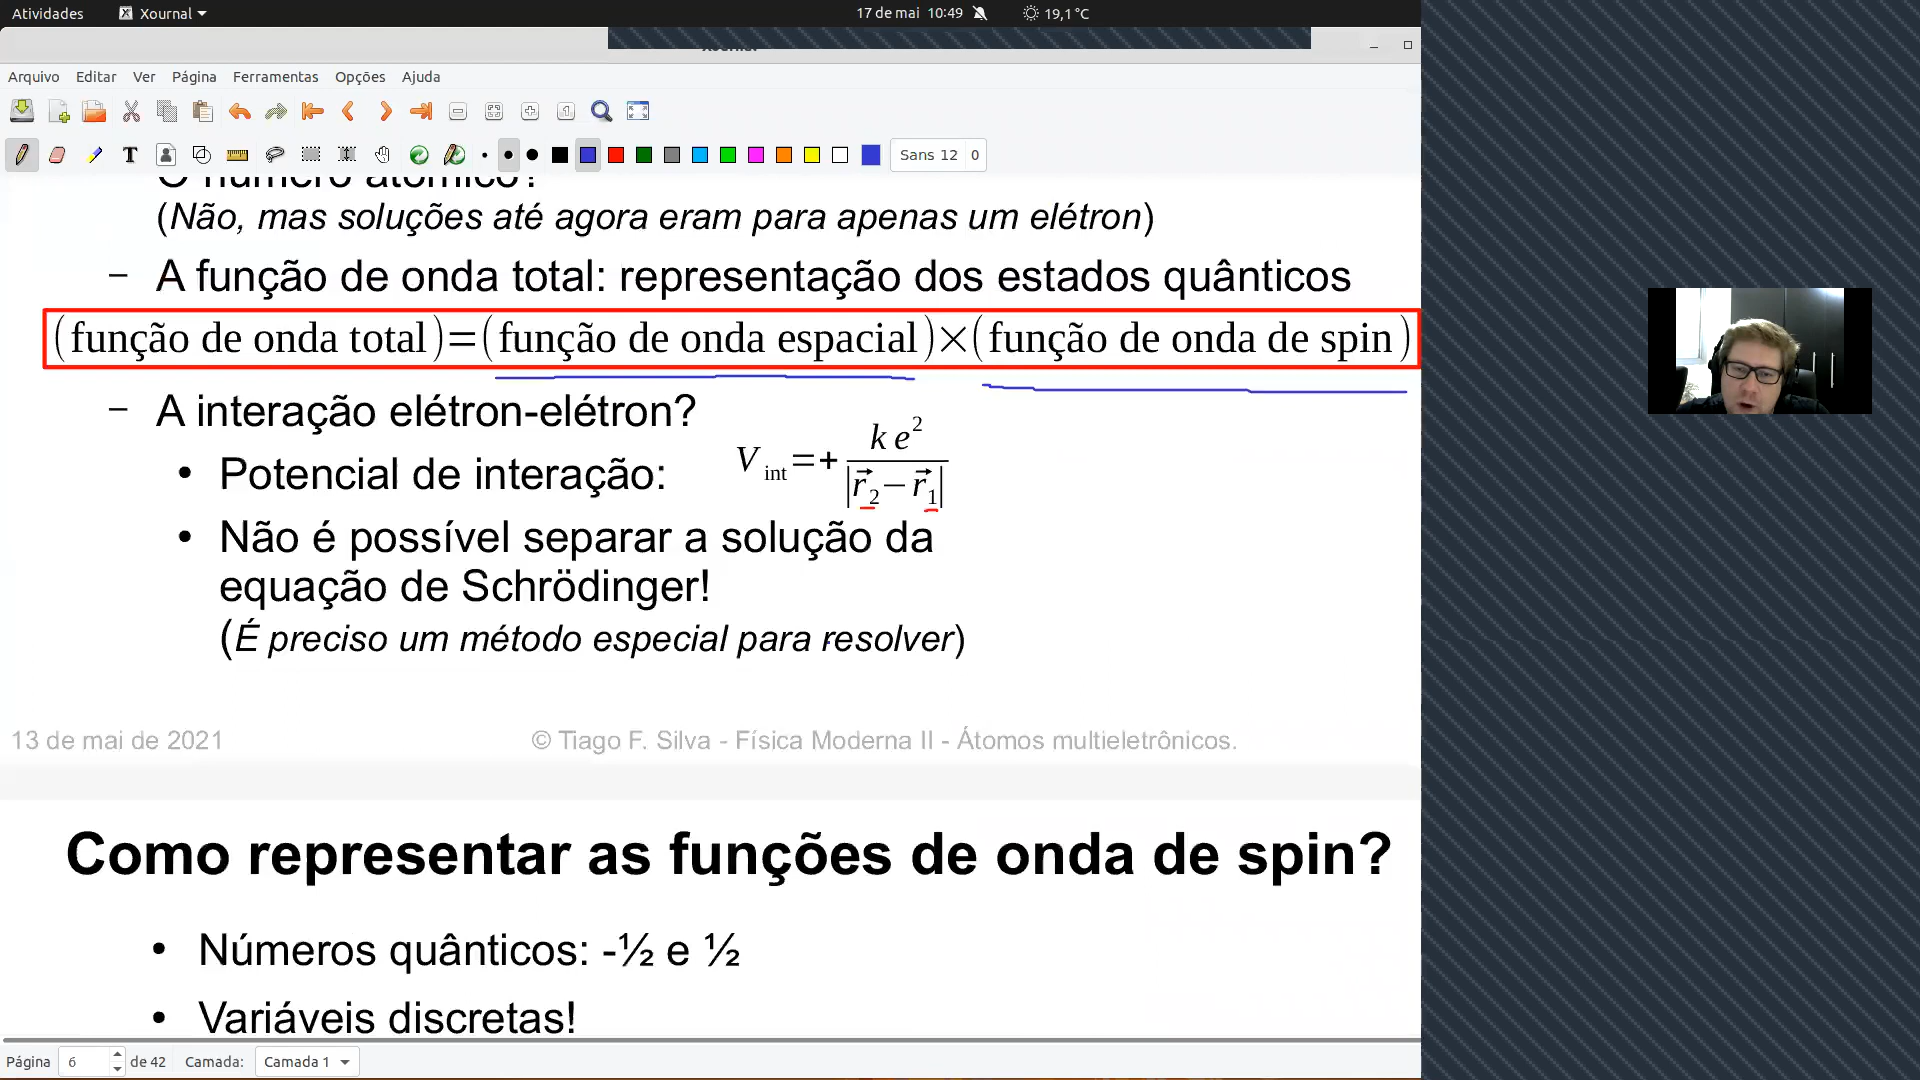 Atividades Xournal 17 de mai 10:49 19,1 °C
Arquivo Editar Ver Página Ferramentas Opções Ajuda
Sans 12 0
O número atômico?
(Não, mas soluções até agora eram para apenas um elétron)
– A função de onda total: representação dos estados quânticos
(função de onda total)=(função de onda espacial)×(função de onda de spin)
– A interação elétron-elétron?
• Potencial de interação: V_int=+ k e² / |r⃗₂−r⃗₁|
• Não é possível separar a solução da
equação de Schrödinger!
(É preciso um método especial para resolver)
13 de mai de 2021 © Tiago F. Silva - Física Moderna II - Átomos multieletrônicos.
Como representar as funções de onda de spin?
• Números quânticos: -½ e ½
• Variáveis discretas!
Página 6 de 42 Camada: Camada 1